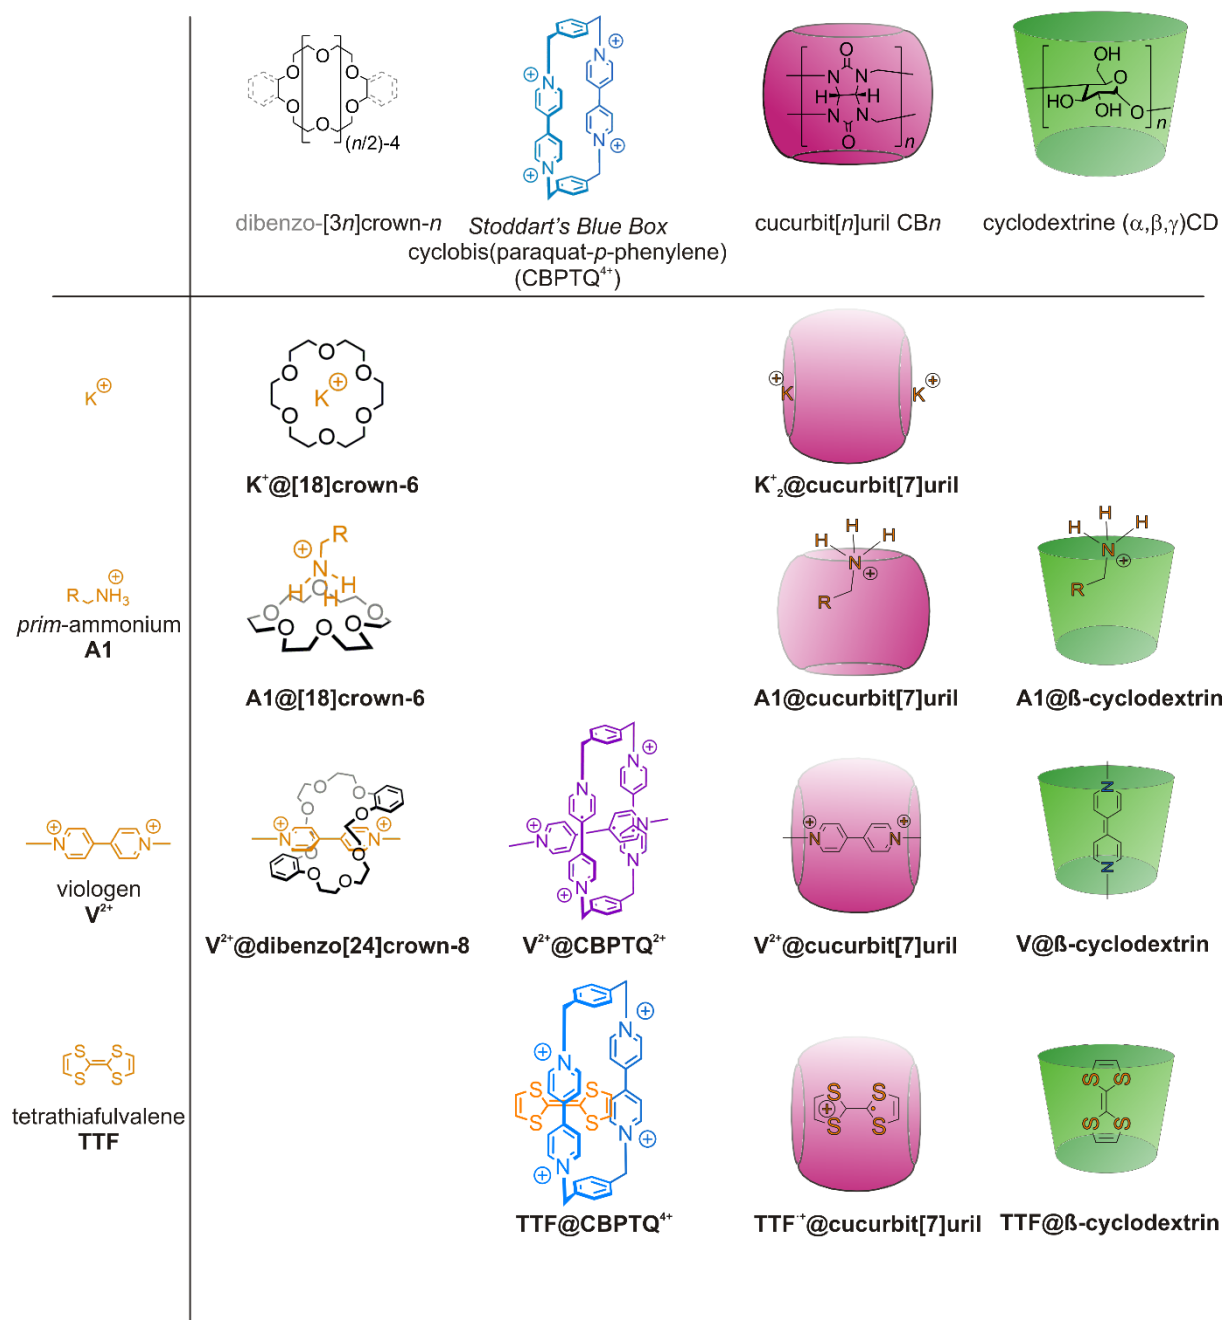 O O O O O O (n/2)-4
dibenzo-[3n]crown-n
⊕ N ⊕ N N ⊕ N ⊕
Stoddart's Blue Box
cyclobis(paraquat-p-phenylene)
(CBPTQ⁴⁺)
O N N H H N N O n
cucurbit[n]uril CBn
OH O HO OH O n
cyclodextrine (α,β,γ)CD
K⊕
O O O O O O K⊕
K⁺@[18]crown-6
⊕K K⊕
K⁺₂@cucurbit[7]uril
R NH₃⊕
prim-ammonium
A1
R ⊕ N H H H O O O O O O
A1@[18]crown-6
H H H N⊕ R
A1@cucurbit[7]uril
H H H N⊕ R
A1@ß-cyclodextrin
⊕N N⊕
viologen
V²⁺
O O O O O O O O ⊕N N⊕
V²⁺@dibenzo[24]crown-8
⊕ N N ⊕N N N ⊕ N
V²⁺@CBPTQ²⁺
⊕N N⊕
V²⁺@cucurbit[7]uril
N N
V@ß-cyclodextrin
S S S S
tetrathiafulvalene
TTF
⊕ N N ⊕ S S S S ⊕ N N ⊕
TTF@CBPTQ⁴⁺
S S ⊕ S S
TTF·⁺@cucurbit[7]uril
S S S S
TTF@ß-cyclodextrin